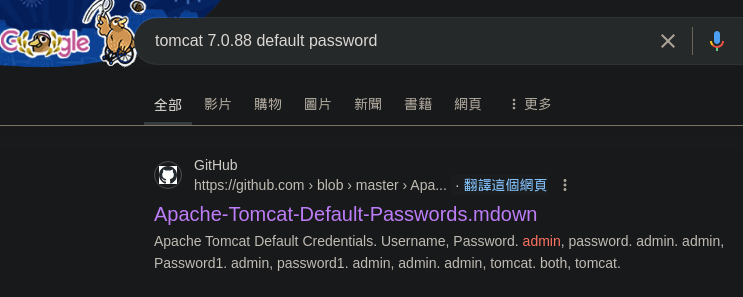 Google
tomcat 7.0.88 default password
全部 影片 購物 圖片 新聞 書籍 網頁 更多
GitHub
https://github.com › blob › master › Apa... · 翻譯這個網頁
Apache-Tomcat-Default-Passwords.mdown
Apache Tomcat Default Credentials. Username, Password. admin, password. admin. admin,
Password1. admin, password1. admin, admin. admin, tomcat. both, tomcat.